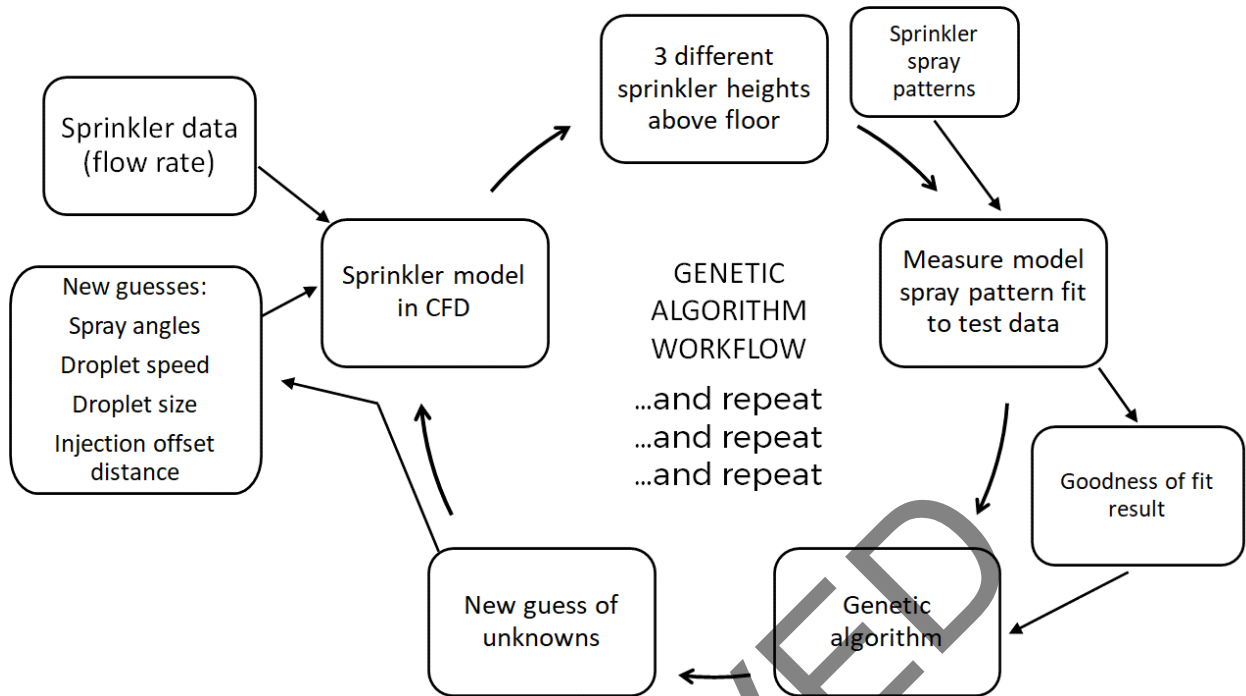 3 different
sprinkler heights
above floor
Sprinkler
spray
patterns
Sprinkler data
(flow rate)
Sprinkler model
in CFD
Measure model
spray pattern fit
to test data
New guesses:
Spray angles
Droplet speed
Droplet size
Injection offset
distance
GENETIC
ALGORITHM
WORKFLOW
...and repeat
...and repeat
...and repeat
Goodness of fit
result
New guess of
unknowns
Genetic
algorithm